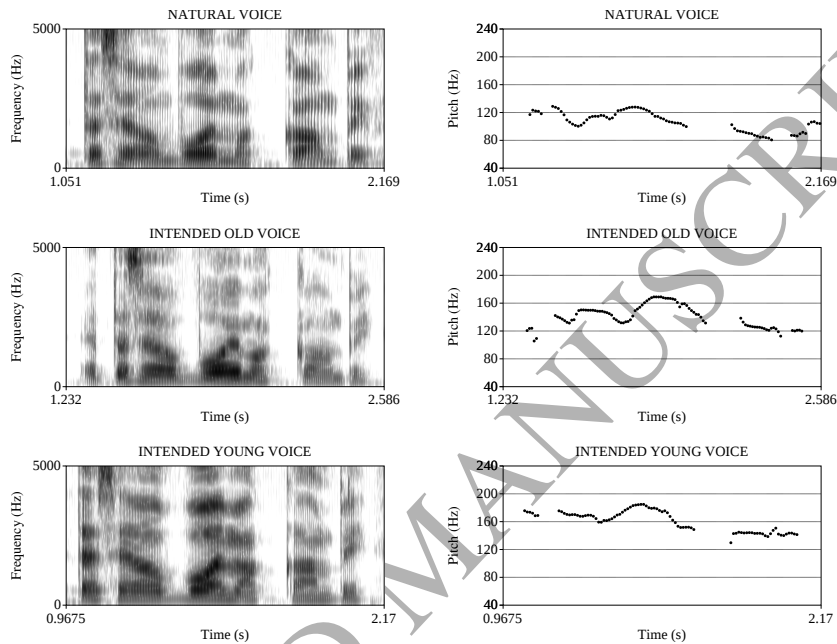 NATURAL VOICE
5000
Frequency (Hz)
0
1.051
2.169
Time (s)
NATURAL VOICE
240
200
160
120
80
40
Pitch (Hz)
1.051
2.169
Time (s)
INTENDED OLD VOICE
5000
Frequency (Hz)
0
1.232
2.586
Time (s)
INTENDED OLD VOICE
240
200
160
120
80
40
Pitch (Hz)
1.232
2.586
Time (s)
INTENDED YOUNG VOICE
5000
Frequency (Hz)
0
0.9675
2.17
Time (s)
INTENDED YOUNG VOICE
240
200
160
120
80
40
Pitch (Hz)
0.9675
2.17
Time (s)
MANUSCR